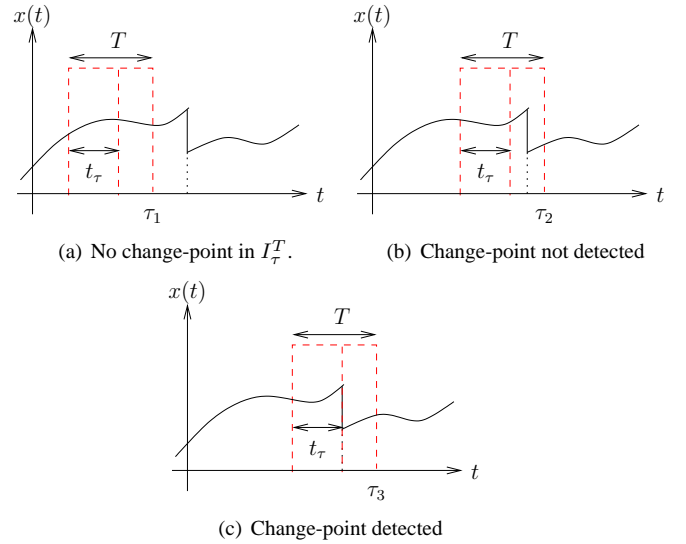 x(t)
T
t_τ
t
τ_1
(a) No change-point in I_τ^T.
x(t)
T
t_τ
t
τ_2
(b) Change-point not detected
x(t)
T
t_τ
t
τ_3
(c) Change-point detected